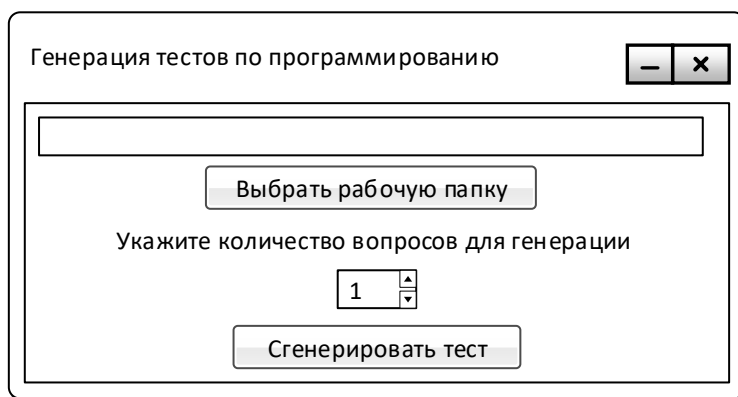 Генерация тестов по программированию
Выбрать рабочую папку
Укажите количество вопросов для генерации
1
Сгенерировать тест